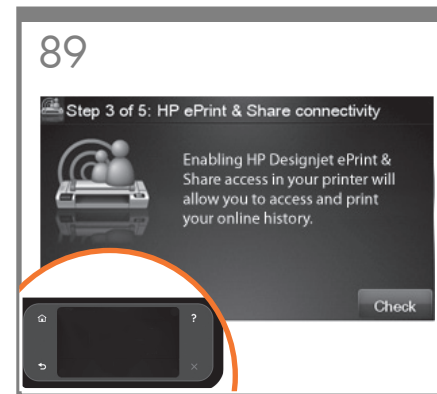 89
Step 3 of 5: HP ePrint & Share connectivity
Enabling HP Designjet ePrint &
Share access in your printer will
allow you to access and print
your online history.
Check
?